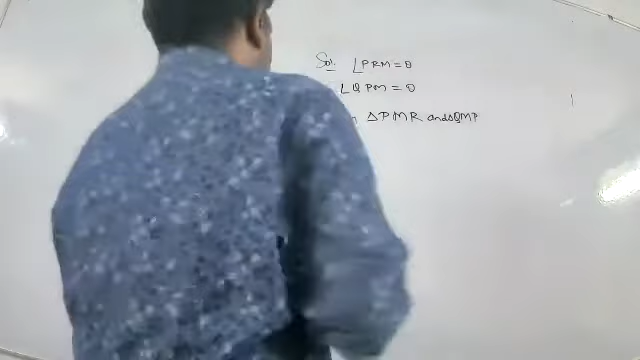 Sol. ∠PRM = θ
∠QPM = θ
ΔPMR and ΔQMP